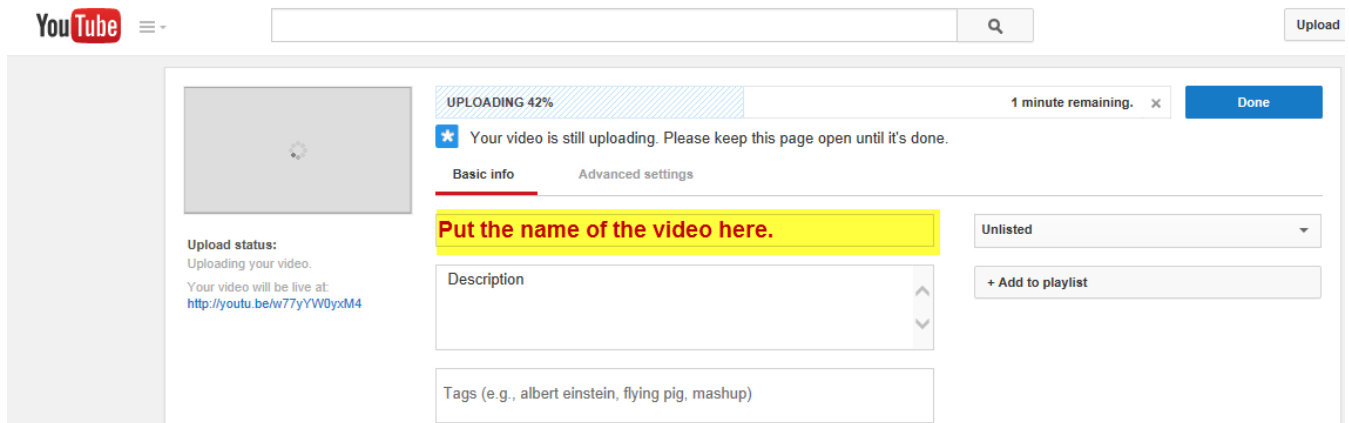 YouTube
Upload
UPLOADING 42% 1 minute remaining. x Done
Your video is still uploading. Please keep this page open until it's done.
Basic info Advanced settings
Put the name of the video here. Unlisted
Upload status:
Uploading your video.
Description + Add to playlist
Your video will be live at:
http://youtu.be/w77yYW0yxM4
Tags (e.g., albert einstein, flying pig, mashup)